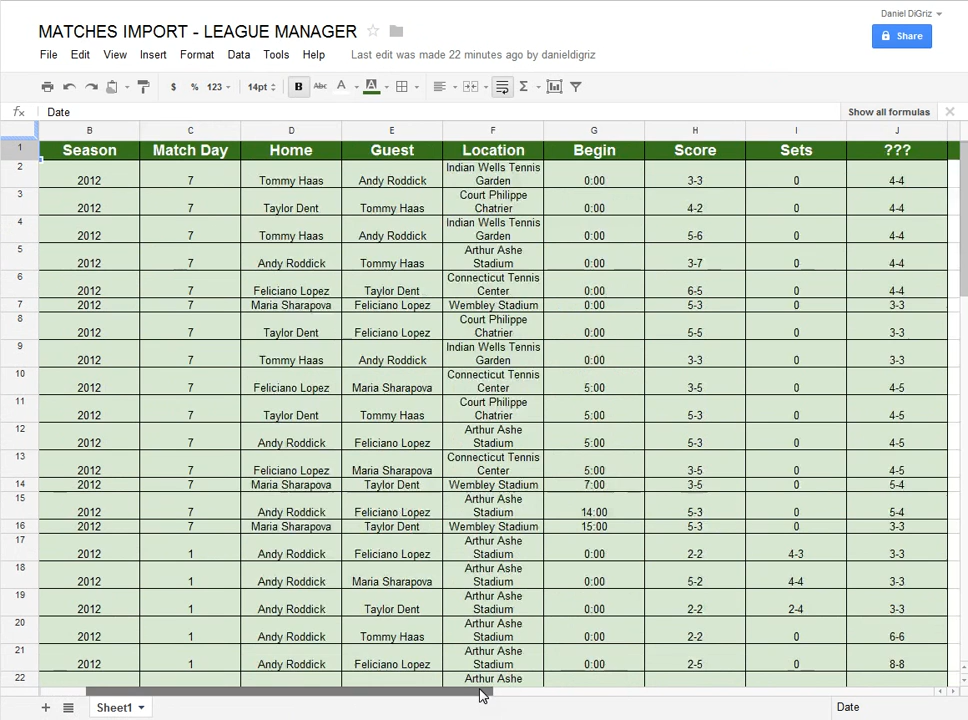 Daniel DiGriz
MATCHES IMPORT - LEAGUE MANAGER
Share
File Edit View Insert Format Data Tools Help Last edit was made 22 minutes ago by danieldigriz
$ % 123 14pt B Abc A A Σ
fx Date Show all formulas
B C D E F G H I J
1 Season Match Day Home Guest Location Begin Score Sets ???
2 2012 7 Tommy Haas Andy Roddick Indian Wells Tennis Garden 0:00 3-3 0 4-4
3 2012 7 Taylor Dent Tommy Haas Court Philippe Chatrier 0:00 4-2 0 4-4
4 2012 7 Tommy Haas Andy Roddick Indian Wells Tennis Garden 0:00 5-6 0 4-4
5 2012 7 Andy Roddick Tommy Haas Arthur Ashe Stadium 0:00 3-7 0 4-4
6 2012 7 Feliciano Lopez Taylor Dent Connecticut Tennis Center 0:00 6-5 0 4-4
7 2012 7 Maria Sharapova Feliciano Lopez Wembley Stadium 0:00 5-3 0 3-3
8 2012 7 Taylor Dent Feliciano Lopez Court Philippe Chatrier 0:00 5-5 0 3-3
9 2012 7 Tommy Haas Andy Roddick Indian Wells Tennis Garden 0:00 3-3 0 3-3
10 2012 7 Feliciano Lopez Maria Sharapova Connecticut Tennis Center 5:00 3-5 0 4-5
11 2012 7 Taylor Dent Tommy Haas Court Philippe Chatrier 5:00 5-3 0 4-5
12 2012 7 Andy Roddick Feliciano Lopez Arthur Ashe Stadium 5:00 5-3 0 4-5
13 2012 7 Feliciano Lopez Maria Sharapova Connecticut Tennis Center 5:00 3-5 0 4-5
14 2012 7 Maria Sharapova Taylor Dent Wembley Stadium 7:00 3-5 0 5-4
15 2012 7 Andy Roddick Feliciano Lopez Arthur Ashe Stadium 14:00 5-3 0 5-4
16 2012 7 Maria Sharapova Taylor Dent Wembley Stadium 15:00 5-3 0 3-3
17 2012 1 Andy Roddick Feliciano Lopez Arthur Ashe Stadium 0:00 2-2 4-3 3-3
18 2012 1 Andy Roddick Maria Sharapova Arthur Ashe Stadium 0:00 5-2 4-4 3-3
19 2012 1 Andy Roddick Taylor Dent Arthur Ashe Stadium 0:00 2-2 2-4 3-3
20 2012 1 Andy Roddick Tommy Haas Arthur Ashe Stadium 0:00 2-2 0 6-6
21 2012 1 Andy Roddick Feliciano Lopez Arthur Ashe Stadium 0:00 2-5 0 8-8
22 Arthur Ashe
Sheet1 Date